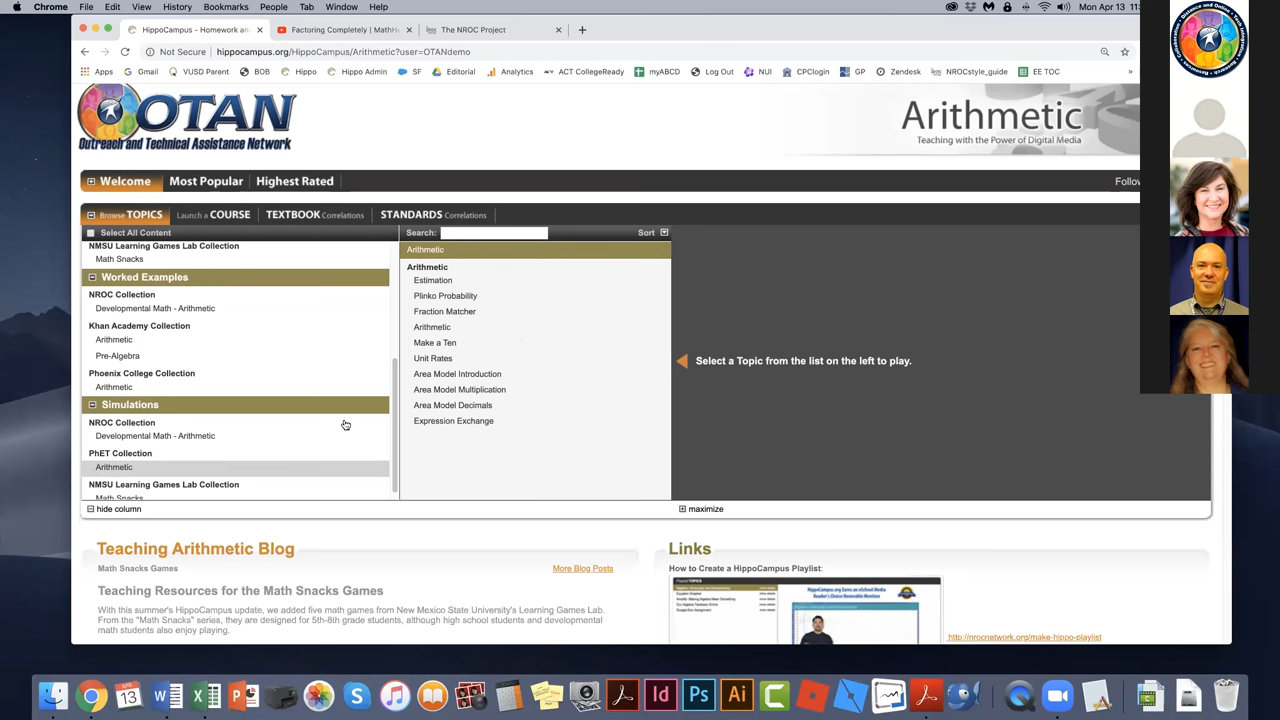 Chrome File Edit View History Bookmarks People Tab Window Help Mon Apr 13
HippoCampus - Homework an × Factoring Completely | MathH × The NROC Project × +
Not Secure | hippocampus.org/HippoCampus/Arithmetic?user=OTANdemo
Apps Gmail VUSD Parent BOB Hippo Hippo Admin SF Editorial Analytics ACT CollegeReady myABCD Log Out NUI CPClogin GP Zendesk NROCstyle_guide EE TOC »
OTAN
Outreach and Technical Assistance Network
Arithmetic
Teaching with the Power of Digital Media
Welcome Most Popular Highest Rated Follow
Browse TOPICS Launch a COURSE TEXTBOOK Correlations STANDARDS Correlations
Select All Content Search: Sort
NMSU Learning Games Lab Collection
Math Snacks
Worked Examples
NROC Collection
Developmental Math - Arithmetic
Khan Academy Collection
Arithmetic
Pre-Algebra
Phoenix College Collection
Arithmetic
Simulations
NROC Collection
Developmental Math - Arithmetic
PhET Collection
Arithmetic
NMSU Learning Games Lab Collection
Math Snacks
Arithmetic
Arithmetic
Estimation
Plinko Probability
Fraction Matcher
Arithmetic
Make a Ten
Unit Rates
Area Model Introduction
Area Model Multiplication
Area Model Decimals
Expression Exchange
Select a Topic from the list on the left to play.
hide column maximize
Teaching Arithmetic Blog
Math Snacks Games More Blog Posts
Teaching Resources for the Math Snacks Games
With this summer's HippoCampus update, we added five math games from New Mexico State University's Learning Games Lab.
From the "Math Snacks" series, they are designed for 5th-8th grade students, although high school students and developmental
math students also enjoy playing.
Links
How to Create a HippoCampus Playlist:
http://nrocnetwork.org/make-hippo-playlist